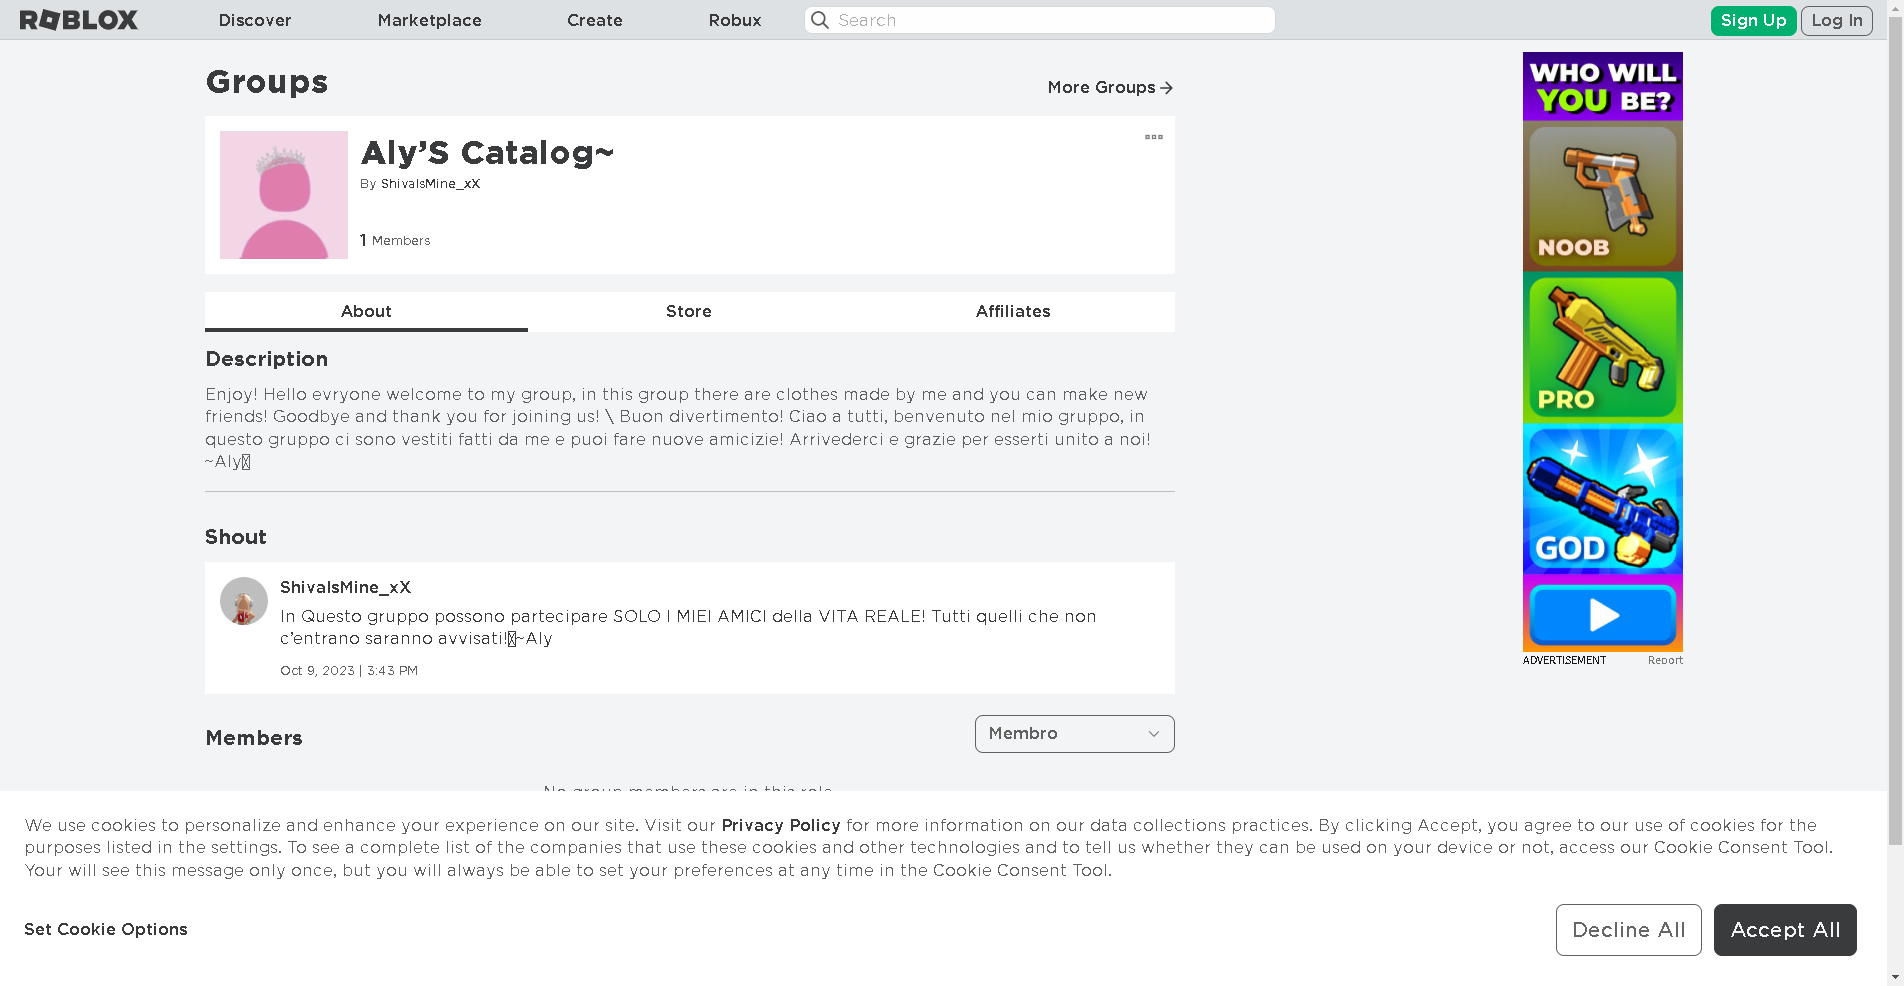 ROBLOX
Discover
Marketplace
Create
Robux
Search
Sign Up
Log In
Groups
More Groups
Aly'S Catalog~
By ShivaIsMine_xX
1 Members
About
Store
Affiliates
Description
Enjoy! Hello evryone welcome to my group, in this group there are clothes made by me and you can make new
friends! Goodbye and thank you for joining us! \ Buon divertimento! Ciao a tutti, benvenuto nel mio gruppo, in
questo gruppo ci sono vestiti fatti da me e puoi fare nuove amicizie! Arrivederci e grazie per esserti unito a noi!
~Aly
Shout
ShivaIsMine_xX
In Questo gruppo possono partecipare SOLO I MIEI AMICI della VITA REALE! Tutti quelli che non
c'entrano saranno avvisati!~Aly
Oct 9, 2023 | 3:43 PM
Members
Membro
No group members are in this role
WHO WILL
YOU BE?
NOOB
PRO
GOD
ADVERTISEMENT
Report
We use cookies to personalize and enhance your experience on our site. Visit our Privacy Policy for more information on our data collections practices. By clicking Accept, you agree to our use of cookies for the
purposes listed in the settings. To see a complete list of the companies that use these cookies and other technologies and to tell us whether they can be used on your device or not, access our Cookie Consent Tool.
Your will see this message only once, but you will always be able to set your preferences at any time in the Cookie Consent Tool.
Set Cookie Options
Decline All
Accept All